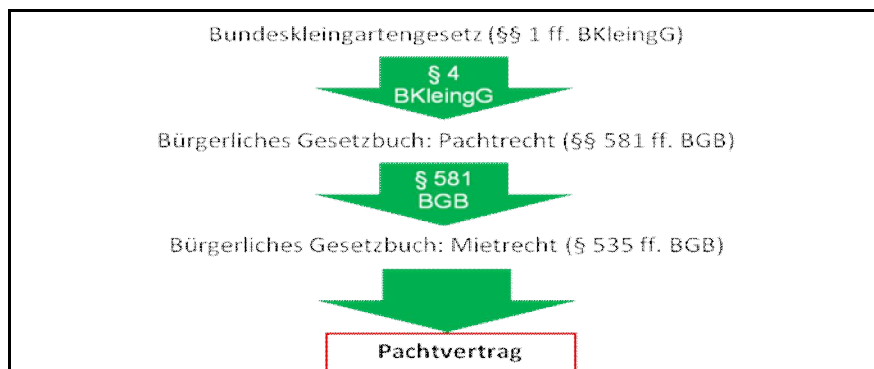 Bundeskleingartengesetz (§§ 1 ff. BKleingG)
§ 4
BKleingG
Bürgerliches Gesetzbuch: Pachtrecht (§§ 581 ff. BGB)
§ 581
BGB
Bürgerliches Gesetzbuch: Mietrecht (§ 535 ff. BGB)
Pachtvertrag